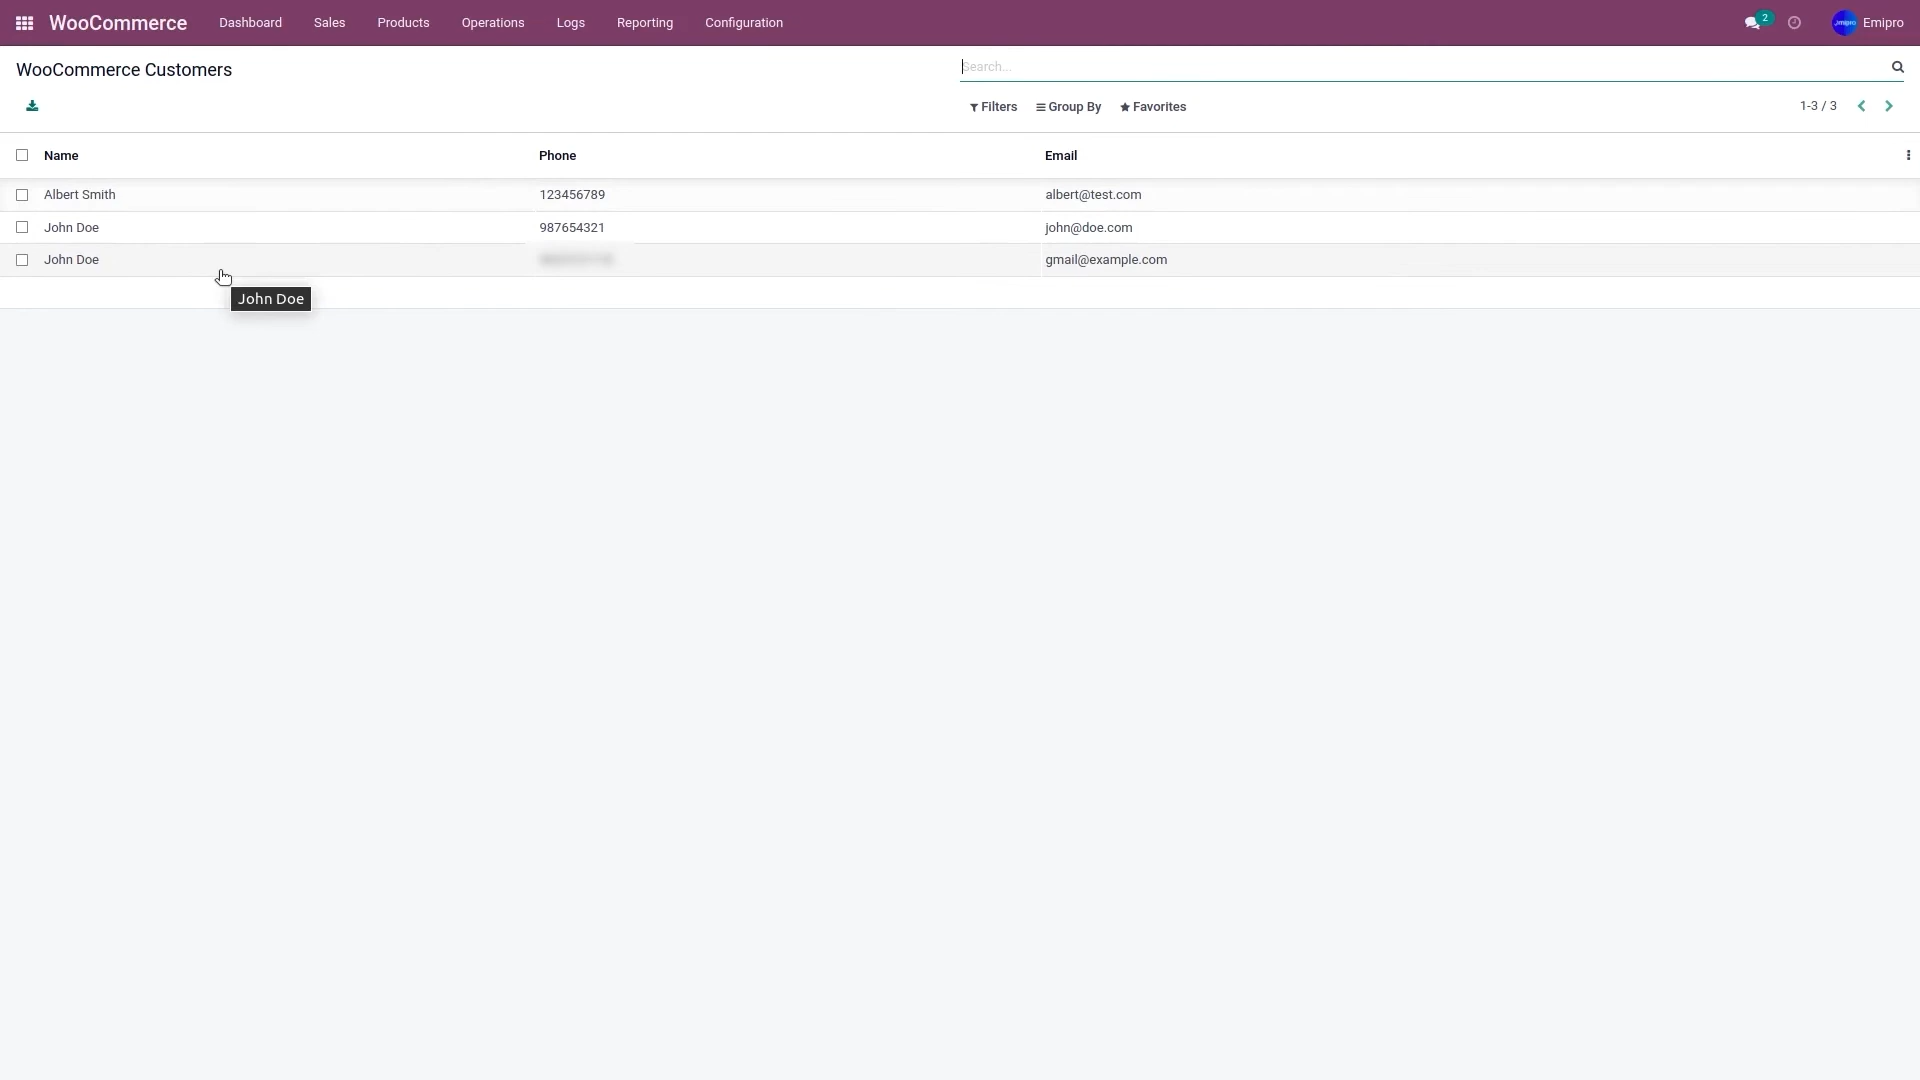 WooCommerce Dashboard Sales Products Operations Logs Reporting Configuration 2 Emipro
WooCommerce Customers
Search...
Filters Group By Favorites 1-3 / 3
Name Phone Email
Albert Smith 123456789 albert@test.com
John Doe 987654321 john@doe.com
John Doe gmail@example.com
John Doe